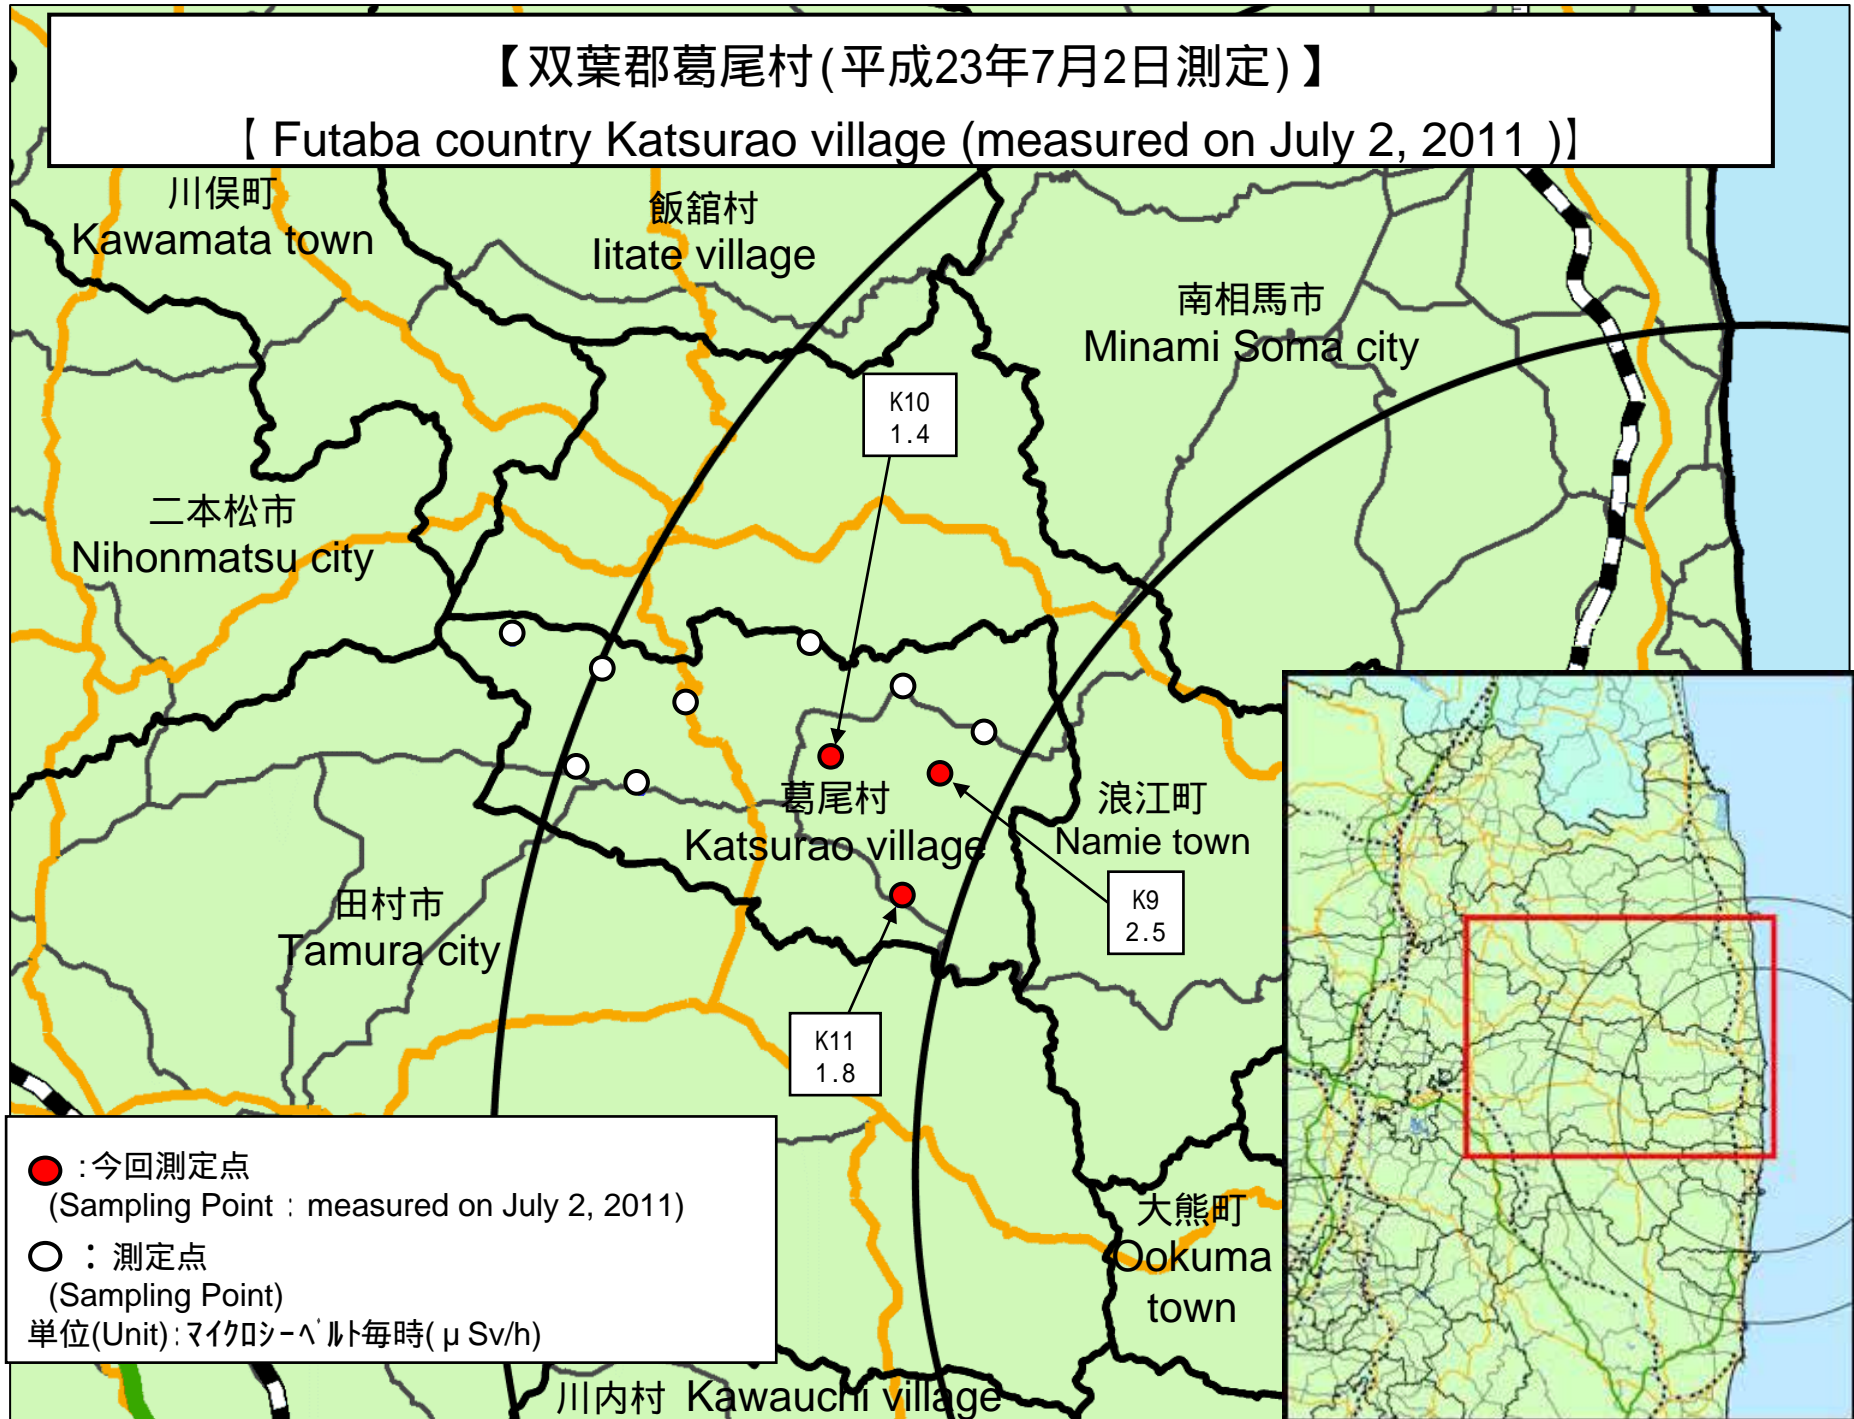 【双葉郡葛尾村(平成23年7月2日測定)】
【 Futaba country Katsurao village (measured on July 2, 2011 )】
川俣町
Kawamata town
飯舘村
Iitate village
南相馬市
Minami Soma city
K10
1.4
二本松市
Nihonmatsu city
葛尾村
Katsurao village
浪江町
Namie town
K9
2.5
田村市
Tamura city
K11
1.8
:今回測定点
(Sampling Point : measured on July 2, 2011)
: 測定点
(Sampling Point)
単位(Unit):マイクロシーベルト毎時( μ Sv/h)
大熊町
Ookuma
town
川内村 Kawauchi village